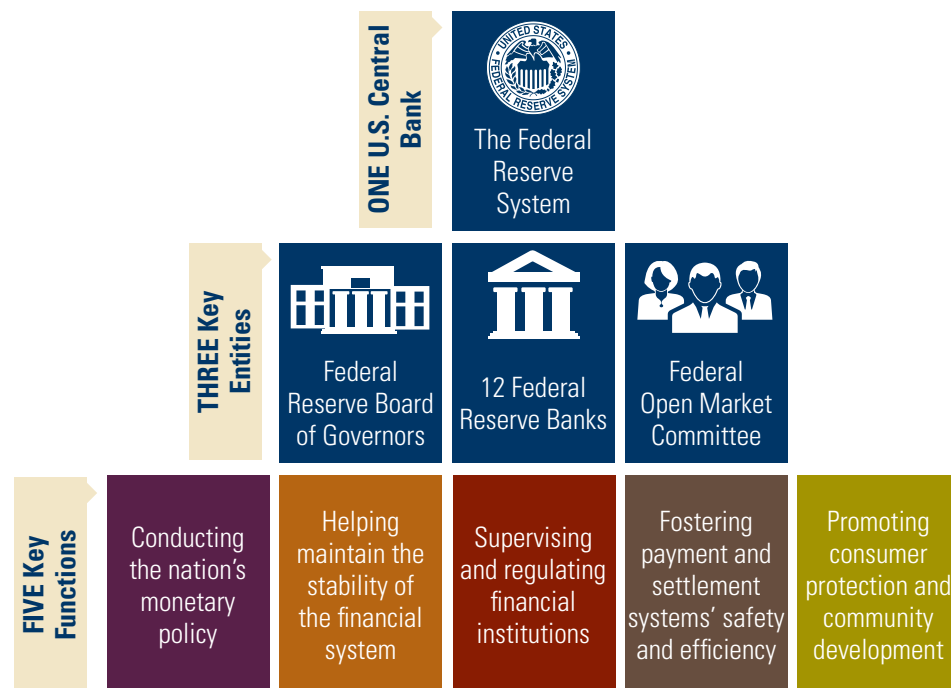 ONE U.S. Central
Bank
UNITED STATES
FEDERAL RESERVE SYSTEM
The Federal
Reserve
System
THREE Key
Entities
Federal
Reserve Board
of Governors
12 Federal
Reserve Banks
Federal
Open Market
Committee
FIVE Key
Functions
Conducting
the nation’s
monetary
policy
Helping
maintain the
stability of
the financial
system
Supervising
and regulating
financial
institutions
Fostering
payment and
settlement
systems’ safety
and efficiency
Promoting
consumer
protection and
community
development